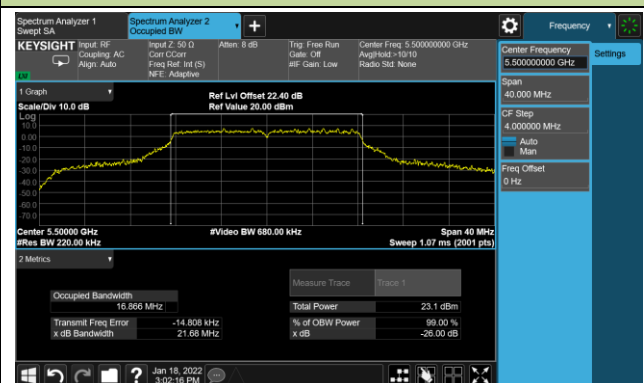 Spectrum Analyzer 1
Swept SA
Spectrum Analyzer 2
Occupied BW
Frequency
KEYSIGHT
Input: RF
Coupling: AC
Align: Auto
Input Z: 50 Ω
Corr CCorr
Freq Ref: Int (S)
NFE: Adaptive
Atten: 8 dB
Trig: Free Run
Gate: Off
#IF Gain: Low
Center Freq: 5.500000000 GHz
Avg|Hold:>10/10
Radio Std: None
Center Frequency
5.500000000 GHz
Settings
Span
40.000 MHz
CF Step
4.000000 MHz
Auto
Man
Freq Offset
0 Hz
1 Graph
Scale/Div 10.0 dB
Ref Lvl Offset 22.40 dB
Ref Value 20.00 dBm
Log
10.0
0.00
-10.0
-20.0
-30.0
-40.0
-50.0
-60.0
-70.0
Center 5.50000 GHz
#Video BW 680.00 kHz
Span 40 MHz
#Res BW 220.00 kHz
Sweep 1.07 ms (2001 pts)
2 Metrics
Measure Trace
Trace 1
Occupied Bandwidth
16.866 MHz
Total Power
23.1 dBm
Transmit Freq Error
-14.808 kHz
% of OBW Power
99.00 %
x dB Bandwidth
21.68 MHz
x dB
-26.00 dB
Jan 18, 2022
3:02:16 PM